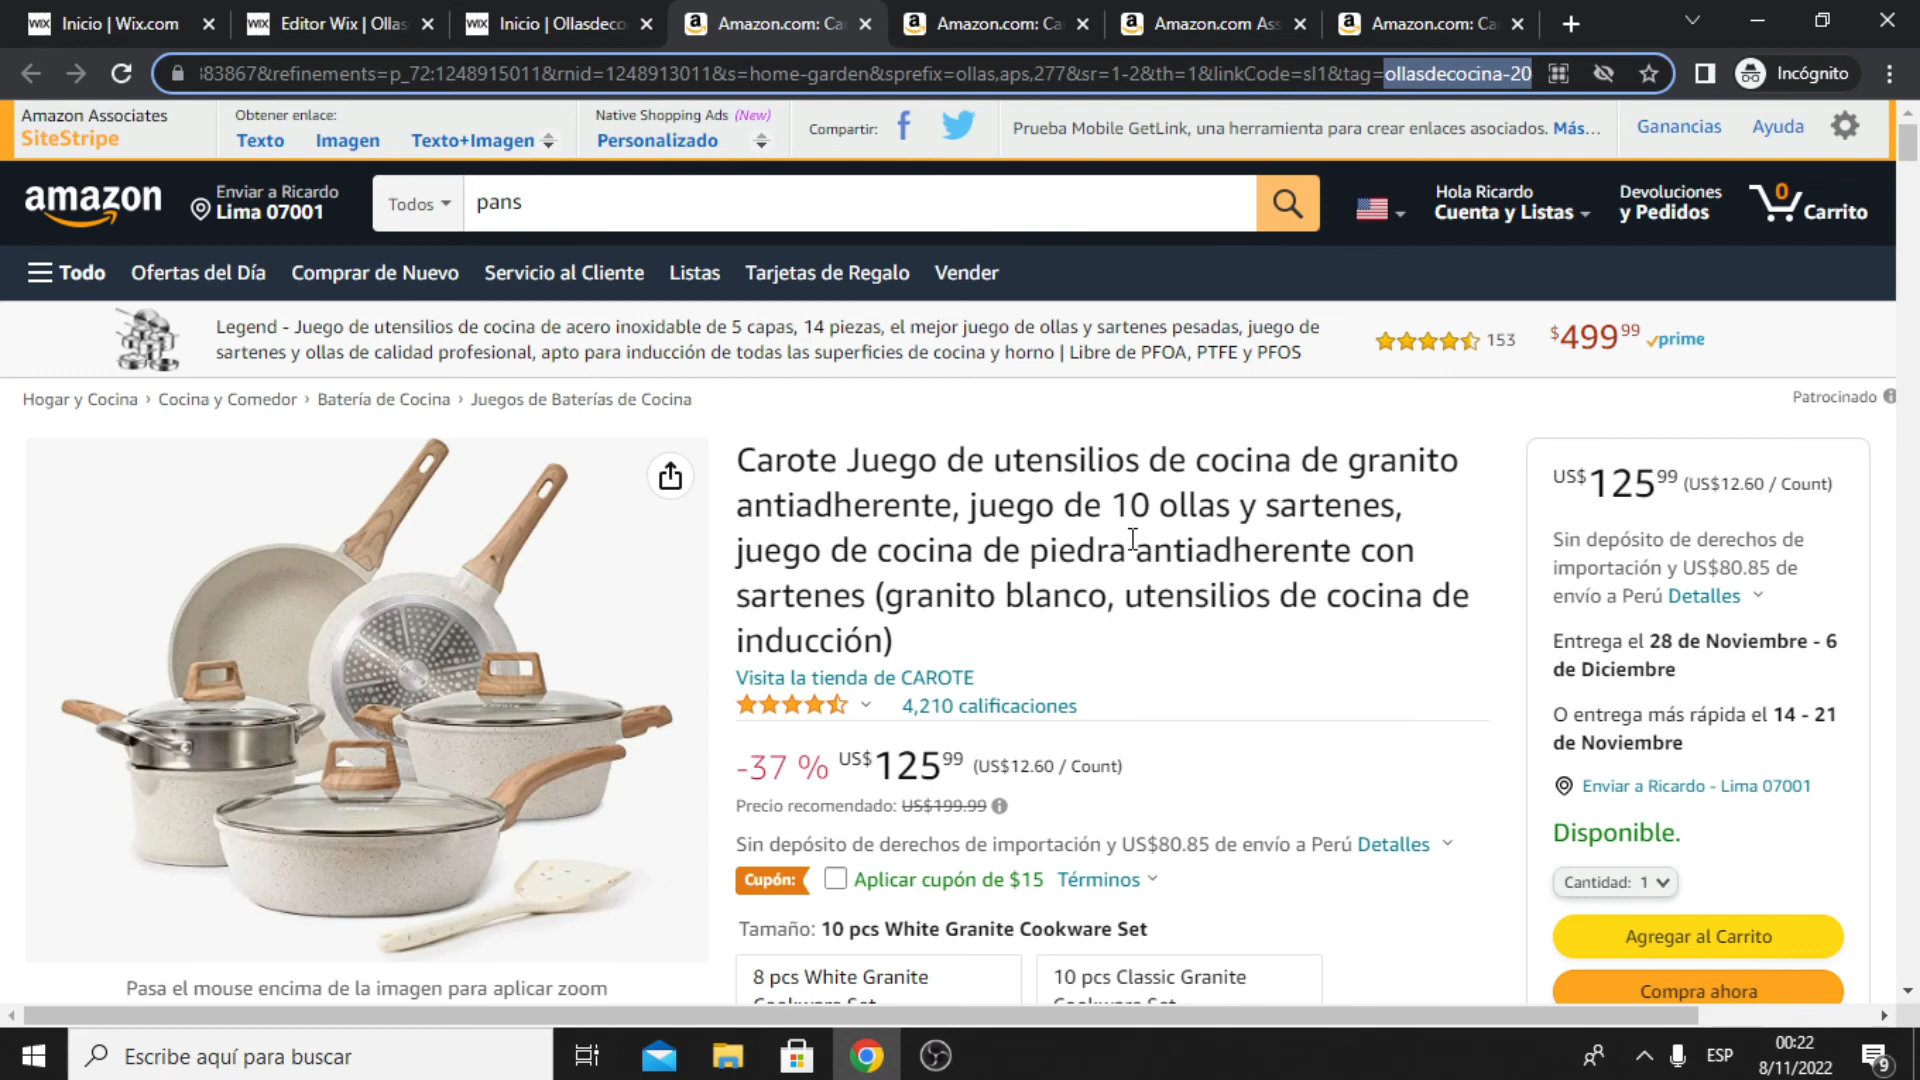 WIX Inicio | Wix.com
WIX Editor Wix | Ollas
WIX Inicio | Ollasdeco
Amazon.com: Ca
Amazon.com: Ca
Amazon.com Ass
Amazon.com: Ca
383867&refinements=p_72:1248915011&rnid=1248913011&s=home-garden&sprefix=ollas,aps,277&sr=1-2&th=1&linkCode=sl1&tag=ollasdecocina-20
Incógnito
Amazon Associates
SiteStripe
Obtener enlace:
Texto Imagen Texto+Imagen
Native Shopping Ads (New)
Personalizado
Compartir:
Prueba Mobile GetLink, una herramienta para crear enlaces asociados. Más...
Ganancias
Ayuda
amazon
Enviar a Ricardo
Lima 07001
Todos
pans
Hola Ricardo
Cuenta y Listas
Devoluciones
y Pedidos
0
Carrito
Todo Ofertas del Día Comprar de Nuevo Servicio al Cliente Listas Tarjetas de Regalo Vender
Legend - Juego de utensilios de cocina de acero inoxidable de 5 capas, 14 piezas, el mejor juego de ollas y sartenes pesadas, juego de
sartenes y ollas de calidad profesional, apto para inducción de todas las superficies de cocina y horno | Libre de PFOA, PTFE y PFOS
153
$499 99 prime
Hogar y Cocina › Cocina y Comedor › Batería de Cocina › Juegos de Baterías de Cocina
Patrocinado
Carote Juego de utensilios de cocina de granito
antiadherente, juego de 10 ollas y sartenes,
juego de cocina de piedra antiadherente con
sartenes (granito blanco, utensilios de cocina de
inducción)
Visita la tienda de CAROTE
4,210 calificaciones
-37 % US$125 99 (US$12.60 / Count)
Precio recomendado: US$199.99
Sin depósito de derechos de importación y US$80.85 de envío a Perú Detalles
Cupón: Aplicar cupón de $15 Términos
Tamaño: 10 pcs White Granite Cookware Set
8 pcs White Granite
Cookware Set
10 pcs Classic Granite
Cookware Set
Pasa el mouse encima de la imagen para aplicar zoom
US$125 99 (US$12.60 / Count)
Sin depósito de derechos de
importación y US$80.85 de
envío a Perú Detalles
Entrega el 28 de Noviembre - 6
de Diciembre
O entrega más rápida el 14 - 21
de Noviembre
Enviar a Ricardo - Lima 07001
Disponible.
Cantidad: 1
Agregar al Carrito
Compra ahora
Escribe aquí para buscar
ESP
00:22
8/11/2022
9